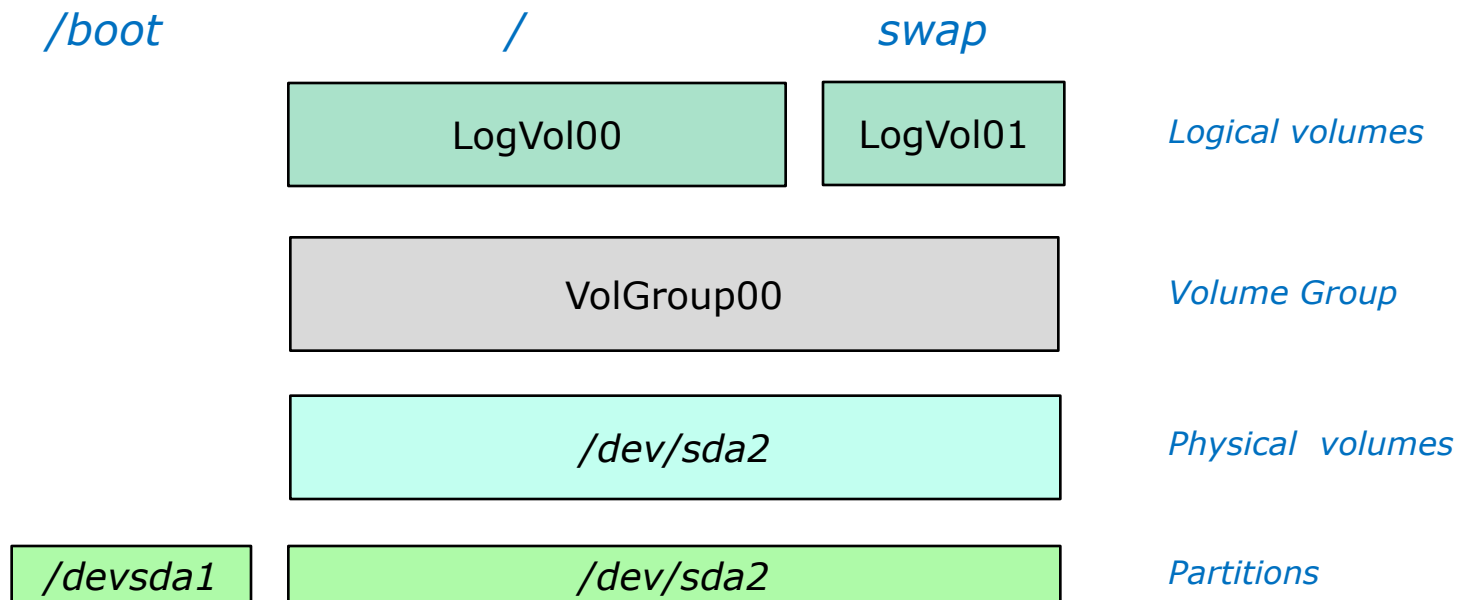 /boot / swap
LogVol00 LogVol01 Logical volumes
VolGroup00 Volume Group
/dev/sda2 Physical volumes
/devsda1 /dev/sda2 Partitions